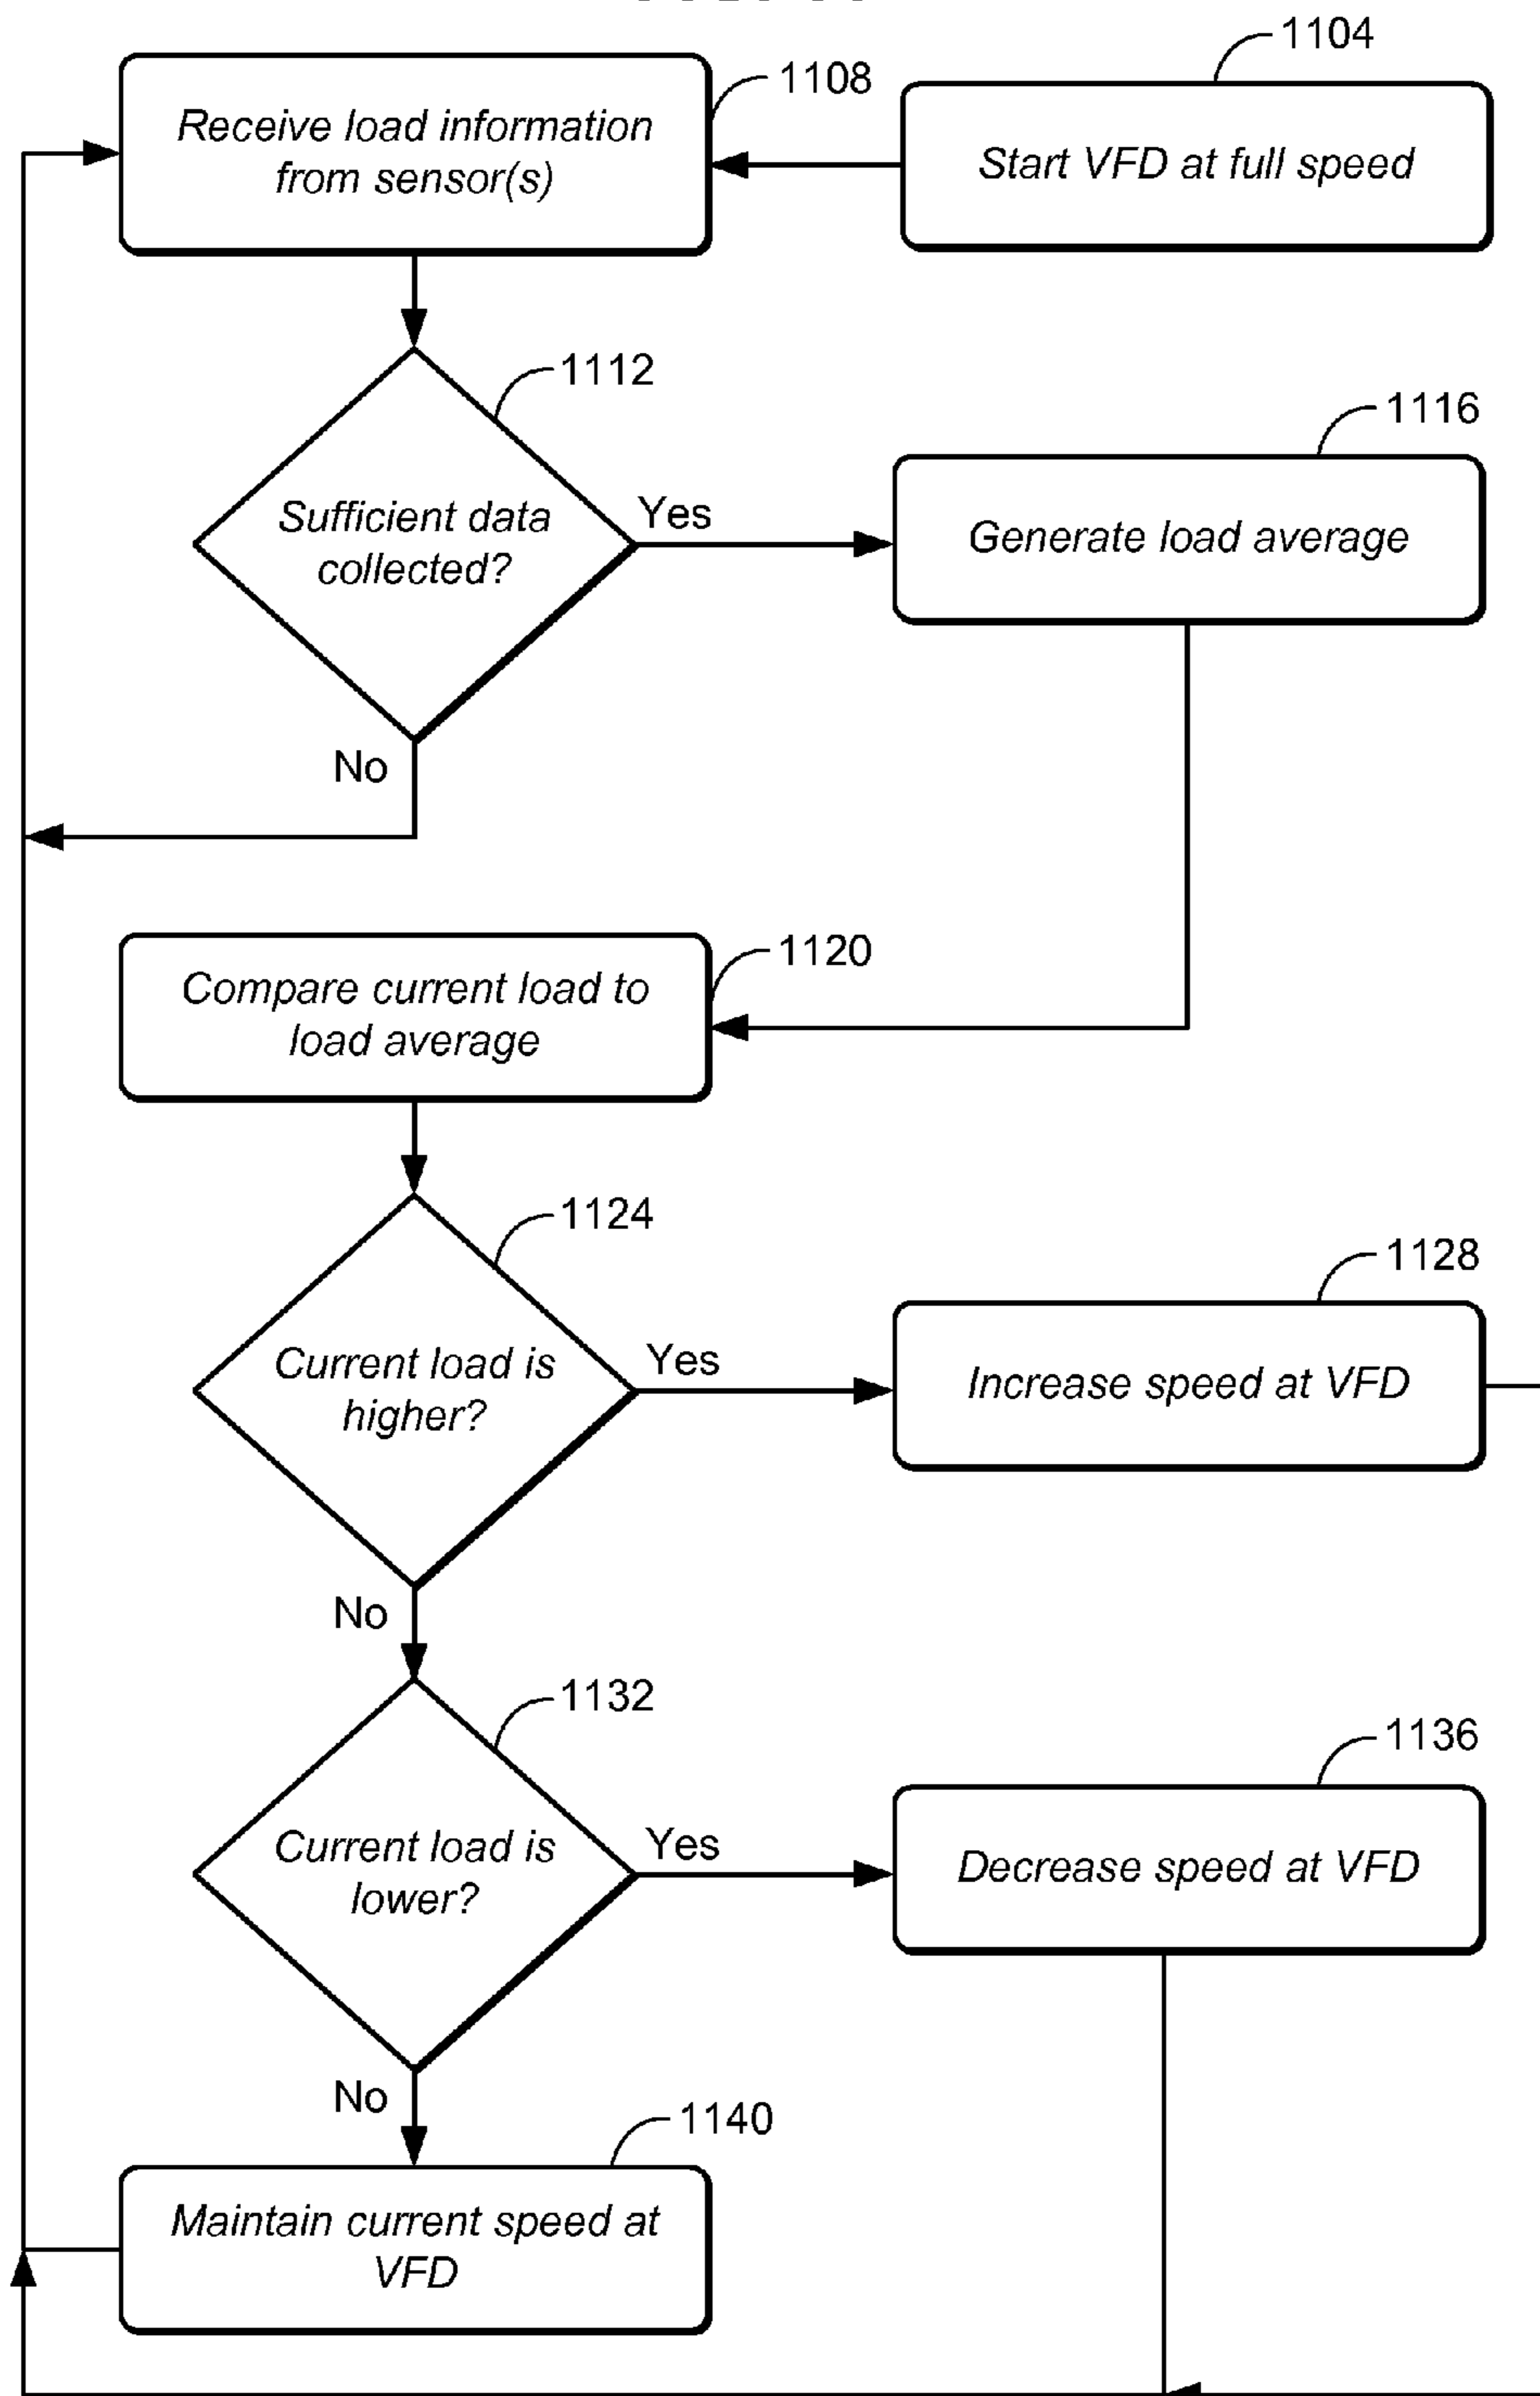 1104
1108
Receive load information
from sensor(s)
Start VFD at full speed
1112
1116
Sufficient data
collected?
Yes
Generate load average
No
1120
Compare current load to
load average
1124
1128
Current load is
higher?
Yes
Increase speed at VFD
No
1132
1136
Current load is
lower?
Yes
Decrease speed at VFD
No
1140
Maintain current speed at
VFD